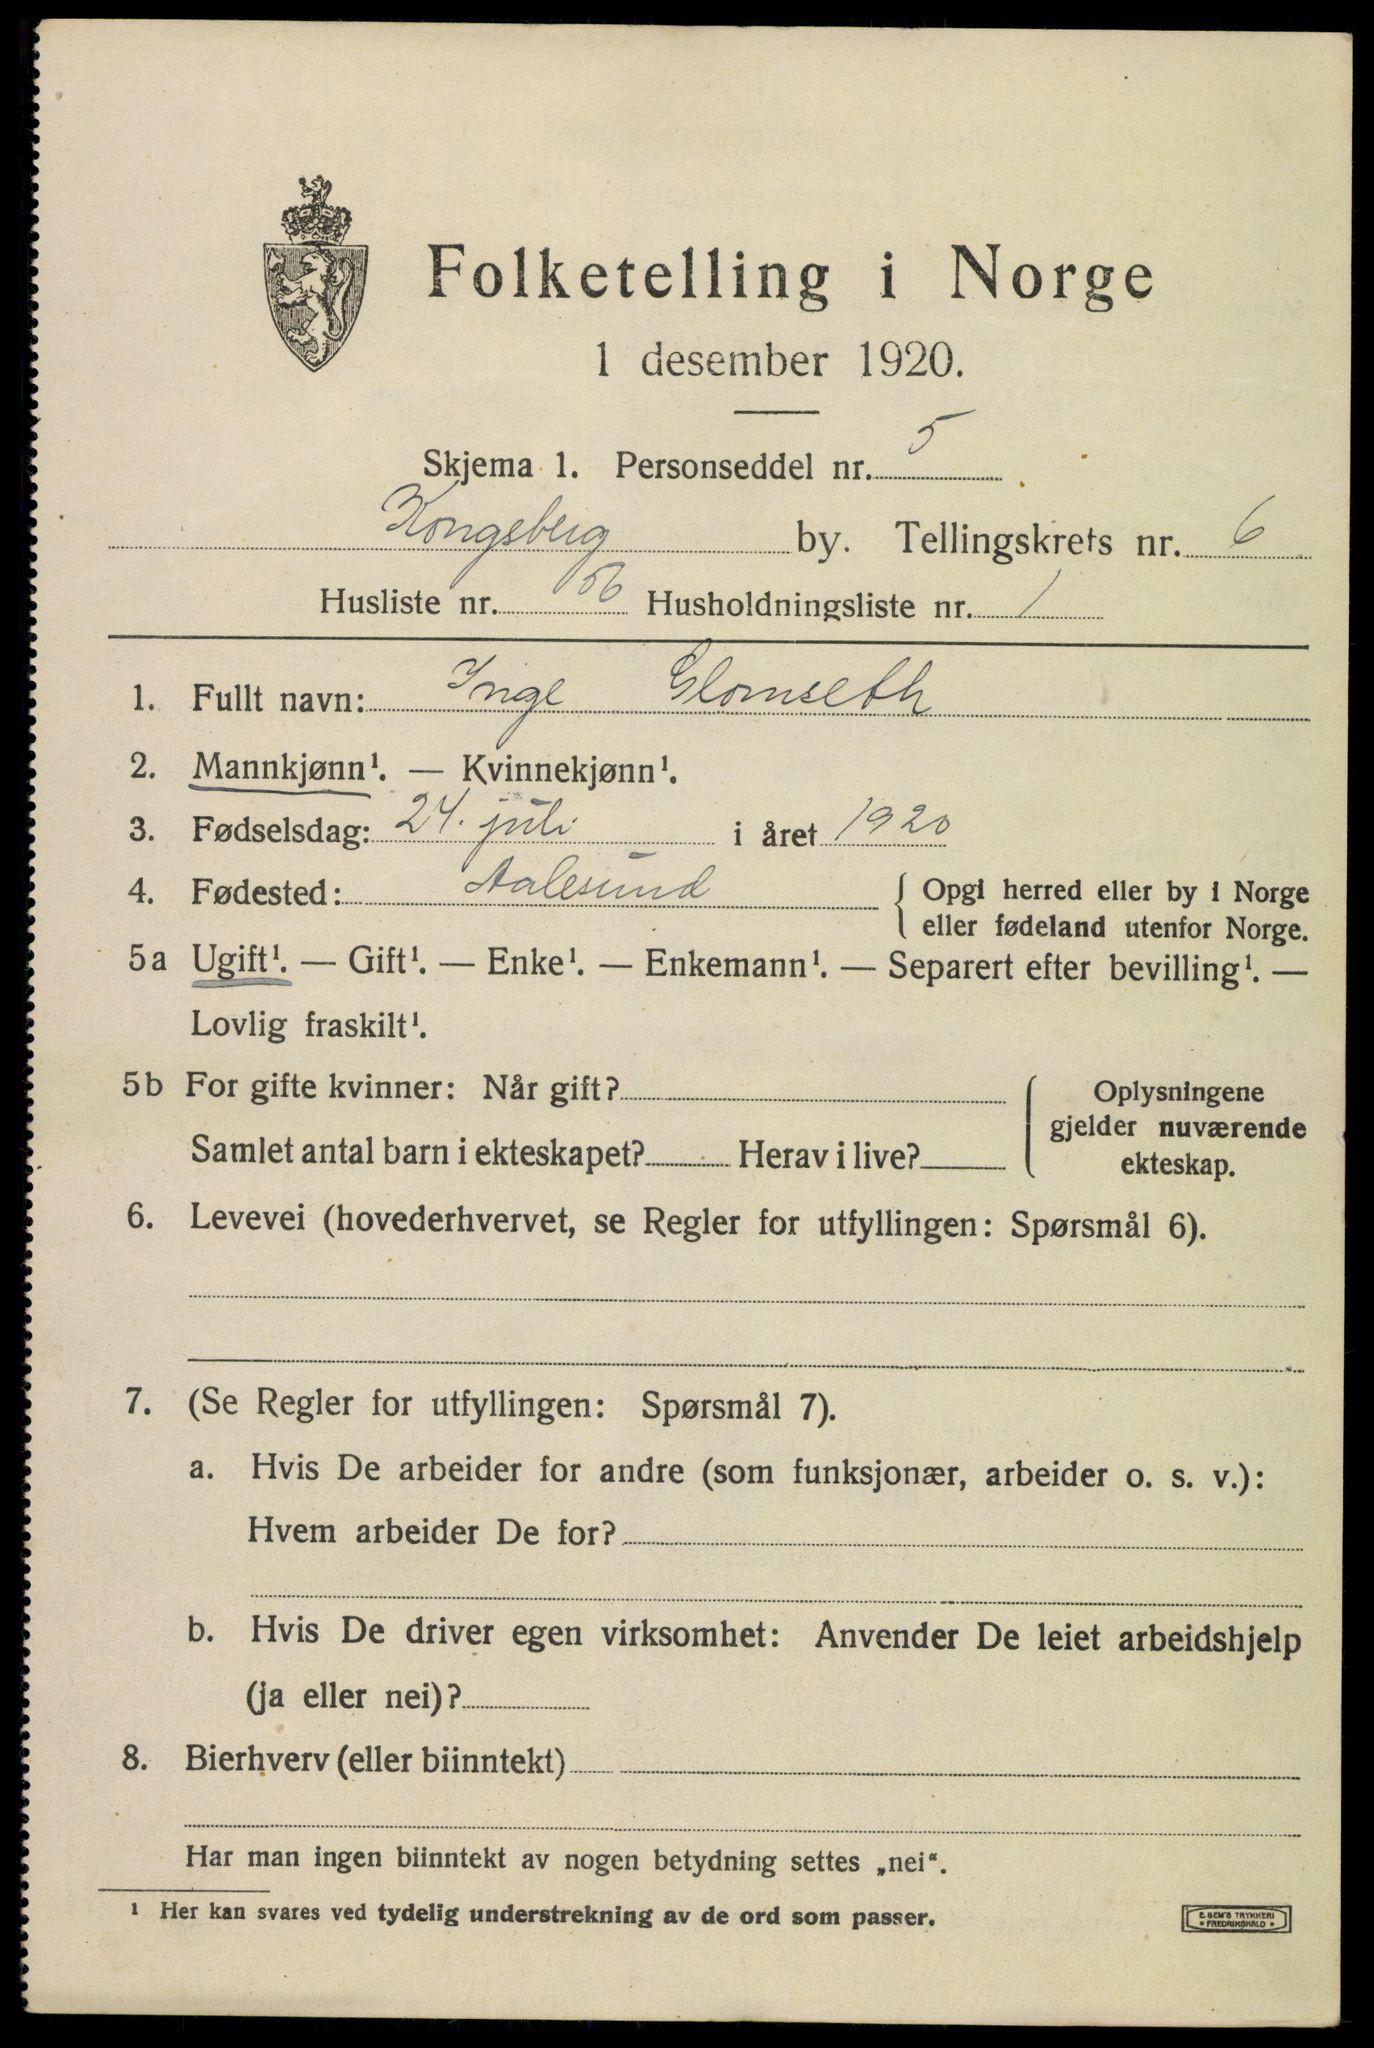 Folketelling i Norge
1 desember 1920.
Skjema 1. Personseddel nr. 5
Kongsberg by. Tellingskrets nr. 6
Husliste nr. 56 Husholdningsliste nr. 1
1. Fullt navn: Inge Glomseth
2. Mannkjønn¹. — Kvinnekjønn¹.
3. Fødselsdag: 24. juli i året 1920
4. Fødested: Aalesund { Opgi herred eller by i Norge
eller fødeland utenfor Norge.
5a Ugift¹. — Gift¹. — Enke¹. — Enkemann¹. — Separert efter bevilling¹. —
Lovlig fraskilt¹.
5b For gifte kvinner: Når gift?
Samlet antal barn i ekteskapet? Herav i live?
Oplysningene
gjelder nuværende
ekteskap.
6. Levevei (hovederhvervet, se Regler for utfyllingen: Spørsmål 6).
7. (Se Regler for utfyllingen: Spørsmål 7).
a. Hvis De arbeider for andre (som funksjonær, arbeider o. s. v.):
Hvem arbeider De for?
b. Hvis De driver egen virksomhet: Anvender De leiet arbeidshjelp
(ja eller nei)?
8. Bierhverv (eller biinntekt)
Har man ingen biinntekt av nogen betydning settes „nei“.
¹ Her kan svares ved tydelig understrekning av de ord som passer.
E. SEM'S TRYKKERI
• FREDRIKSHALD •